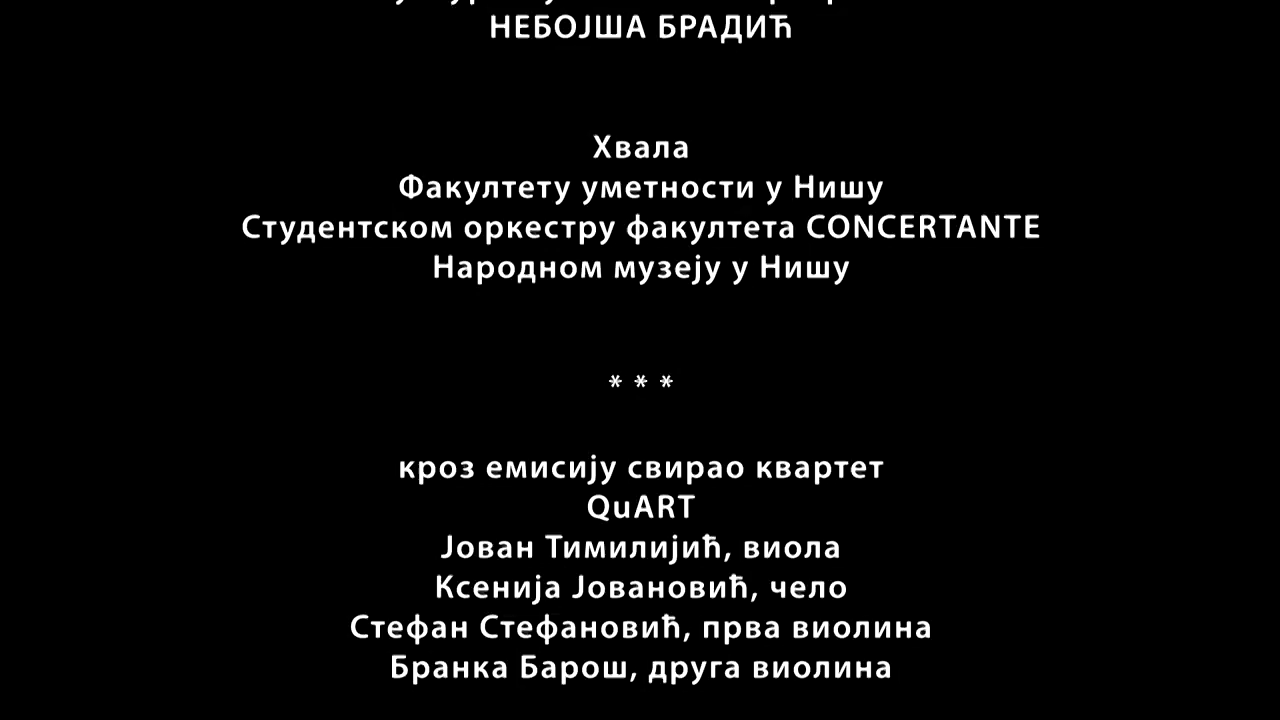 НЕБОЈША БРАДИЋ
Хвала
Факултету уметности у Нишу
Студентском оркестру факултета CONCERTANTE
Народном музеју у Нишу
* * *
кроз емисију свирао квартет
QuART
Јован Тимилијић, виола
Ксенија Јовановић, чело
Стефан Стефановић, прва виолина
Бранка Барош, друга виолина